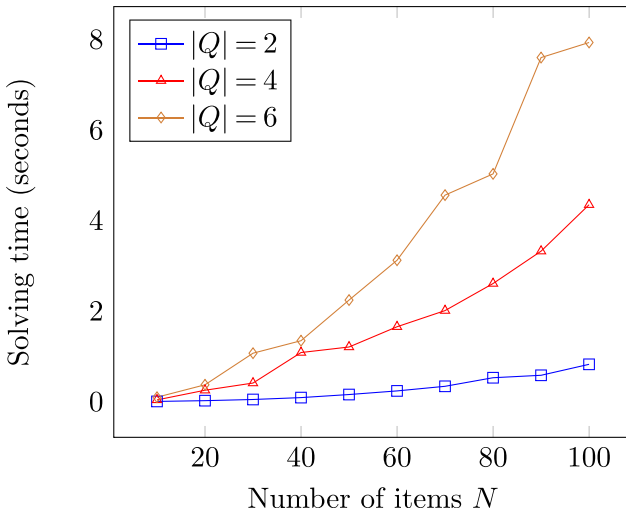 8
6
4
2
0
20
40
60
80
100
Number of items N
Solving time (seconds)
|Q| = 2
|Q| = 4
|Q| = 6